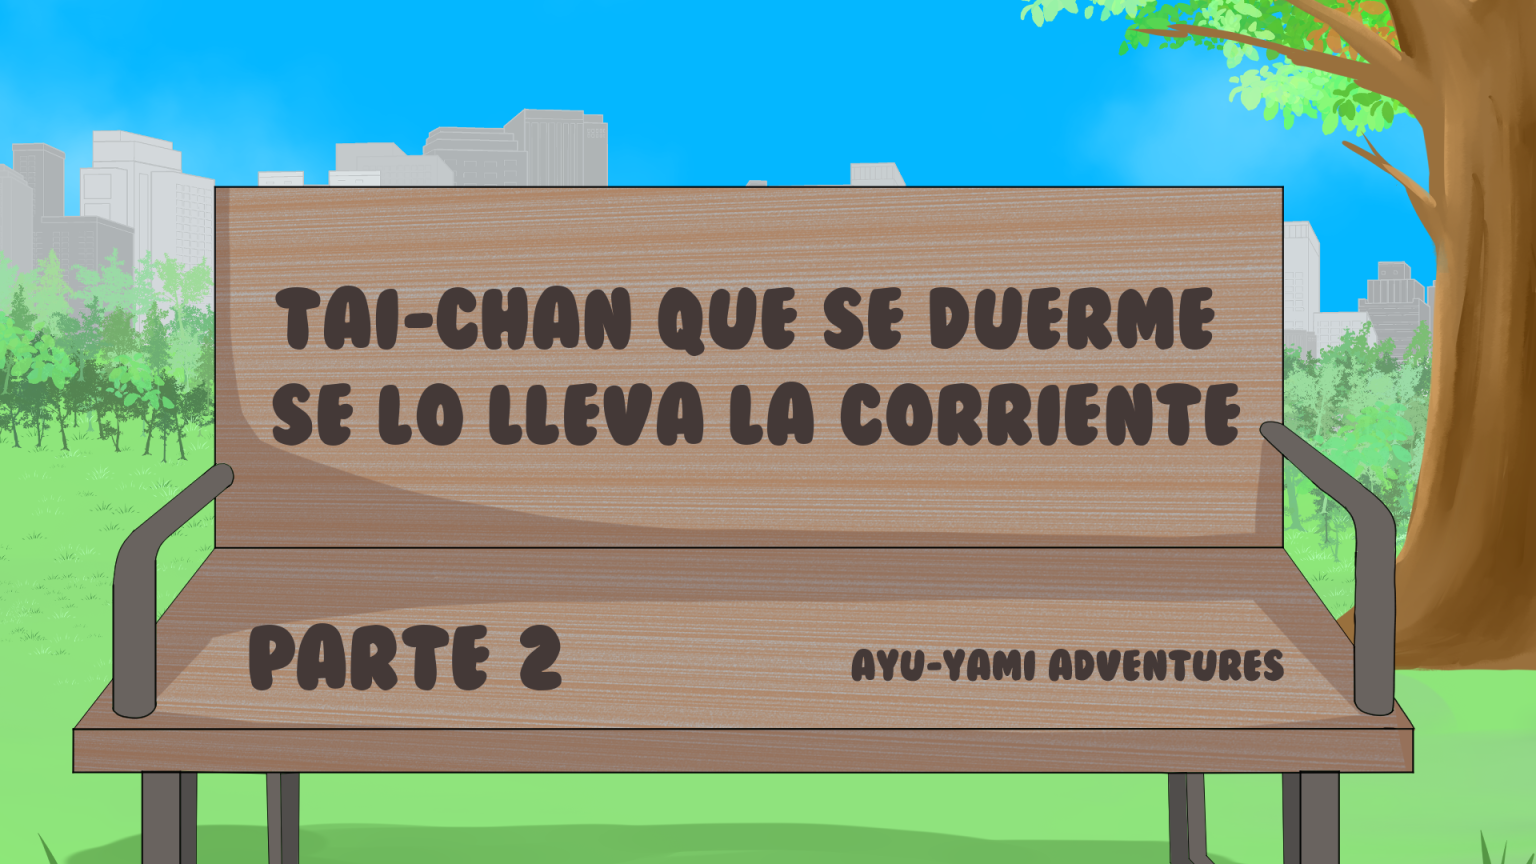 TAI-CHAN QUE SE DUERME
SE LO LLEVA LA CORRIENTE
PARTE 2
AYU-YAMI ADVENTURES